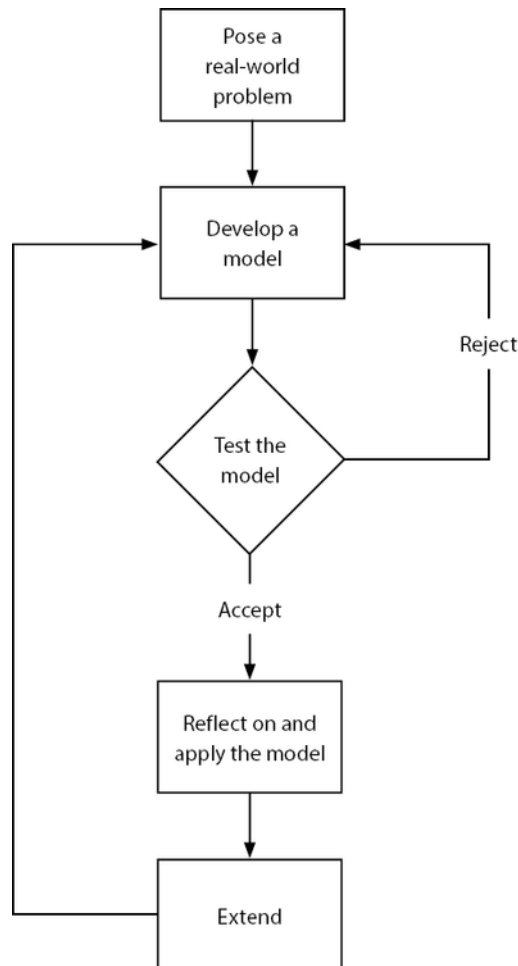 Pose a
real-world
problem
Develop a
model
Reject
Test the
model
Accept
Reflect on and
apply the model
Extend